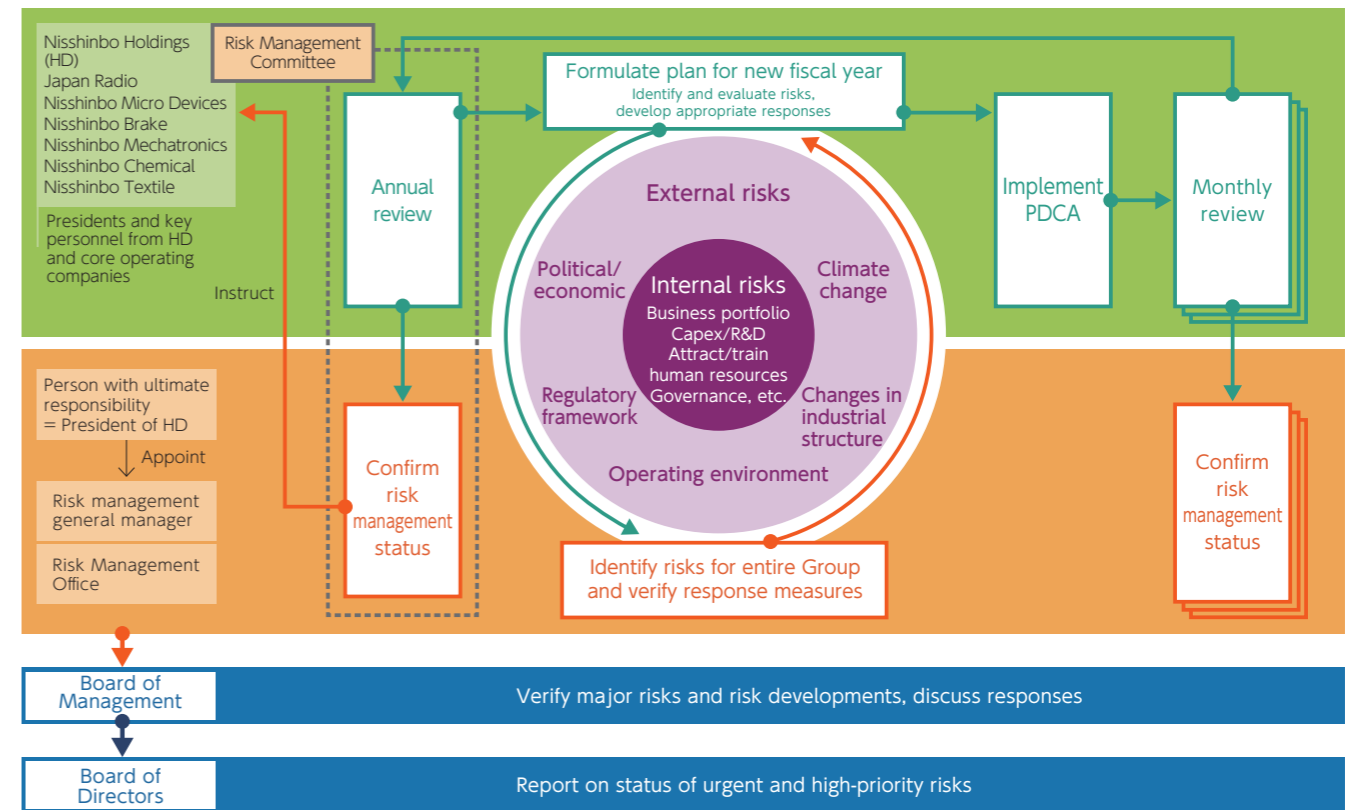 Nisshinbo Holdings
(HD)
Japan Radio
Nisshinbo Micro Devices
Nisshinbo Brake
Nisshinbo Mechatronics
Nisshinbo Chemical
Nisshinbo Textile
Presidents and key
personnel from HD
and core operating
companies
Risk Management
Committee
Instruct
Annual
review
Formulate plan for new fiscal year
Identify and evaluate risks,
develop appropriate responses
Implement
PDCA
Monthly
review
External risks
Political/
economic
Climate
change
Internal risks
Business portfolio
Capex/R&D
Attract/train
human resources
Governance, etc.
Regulatory
framework
Changes in
industrial
structure
Operating environment
Person with ultimate
responsibility
= President of HD
Appoint
Risk management
general manager
Risk Management
Office
Confirm
risk
management
status
Identify risks for entire Group
and verify response measures
Confirm
risk
management
status
Board of
Management
Verify major risks and risk developments, discuss responses
Board of
Directors
Report on status of urgent and high-priority risks